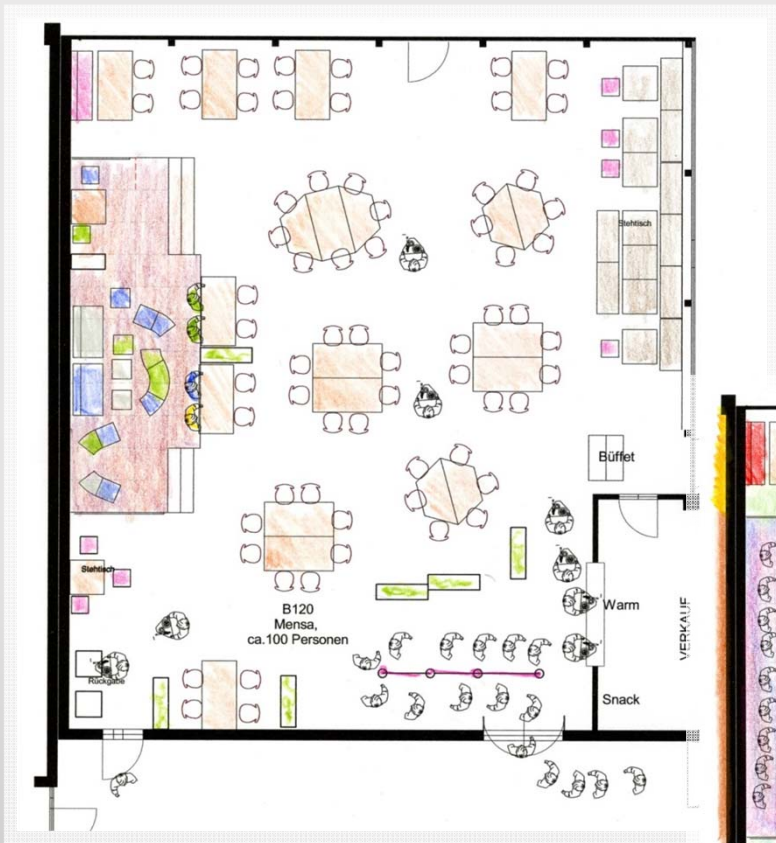 Stehtisch
Büffet
Stehtisch
B120
Mensa,
ca.100 Personen
Warm
VERKAUF
Rückgabe
Snack